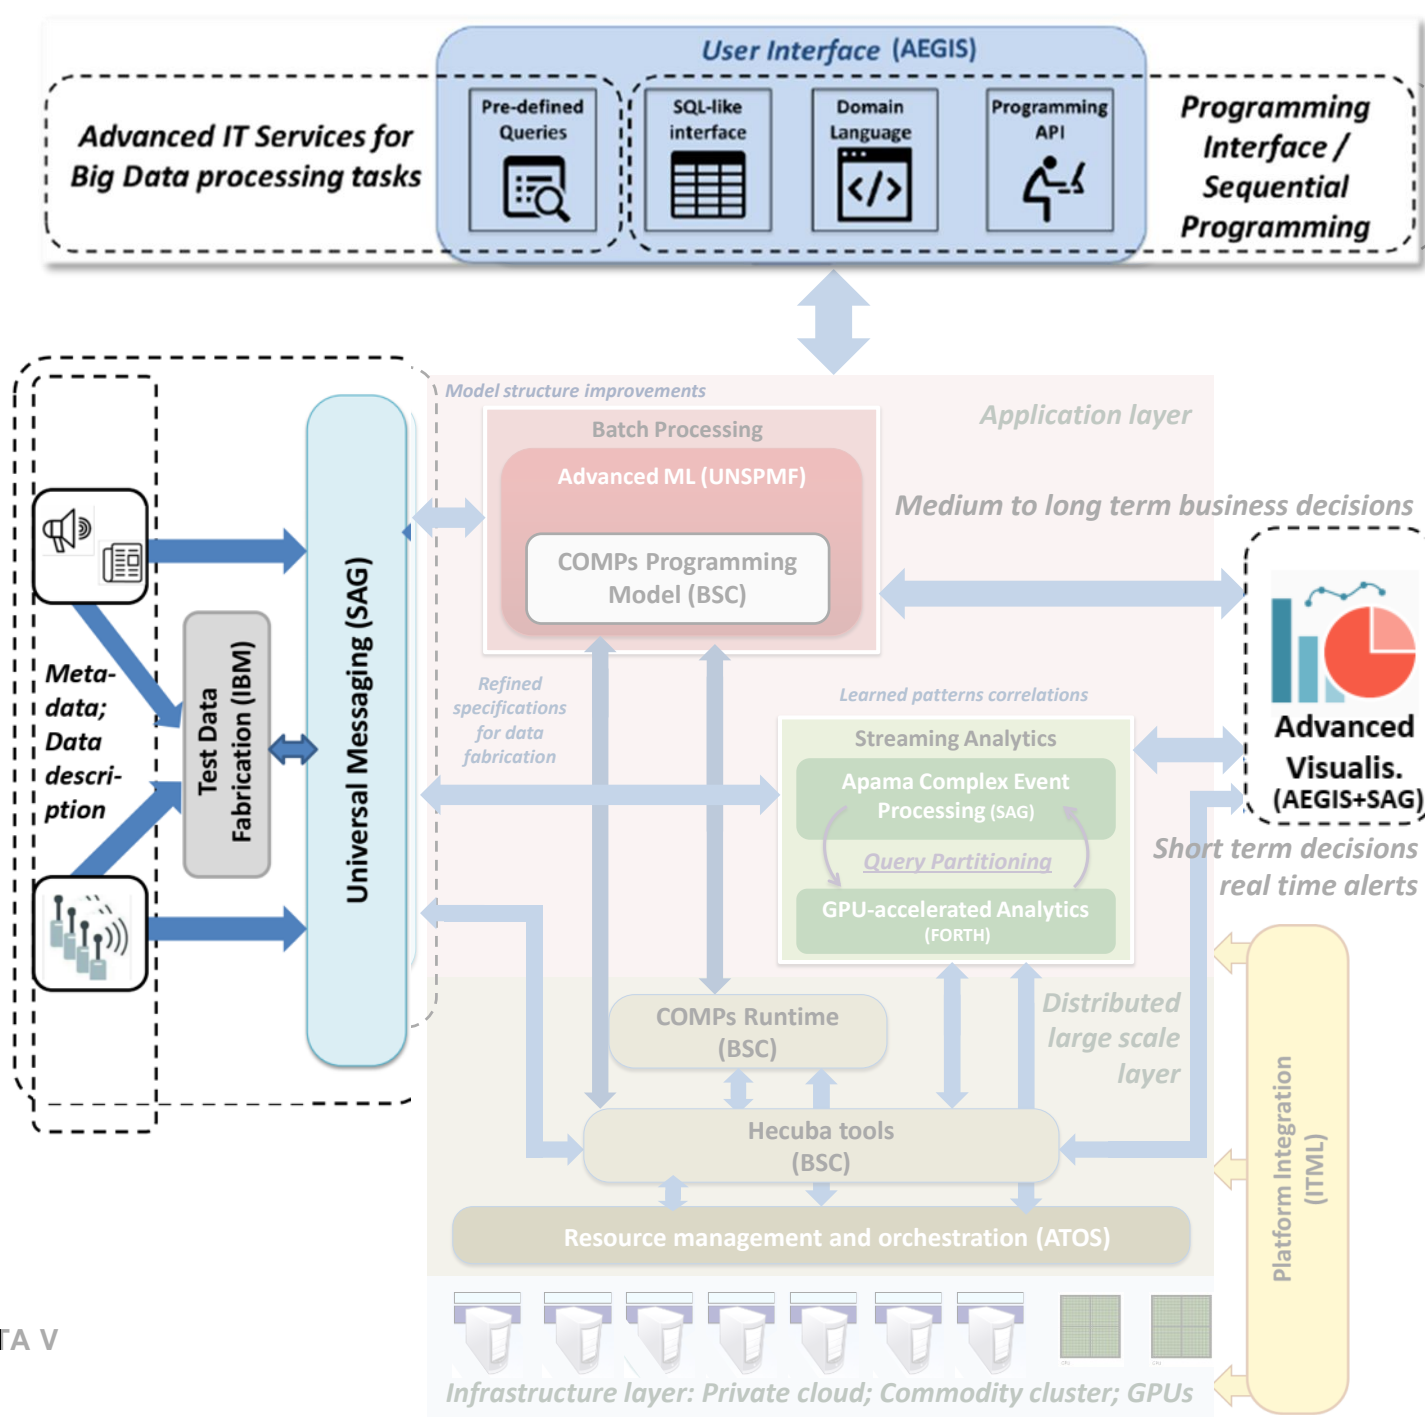 User Interface (AEGIS)
Advanced IT Services for
Big Data processing tasks
Pre-defined
Queries
SQL-like
interface
Domain
Language
Programming
API
Programming
Interface /
Sequential
Programming
Model structure improvements
Application layer
Batch Processing
Advanced ML (UNSPMF)
COMPs Programming
Model (BSC)
Medium to long term business decisions
Universal Messaging (SAG)
Test Data
Fabrication (IBM)
Meta-
data;
Data
descri-
ption
Refined
specifications
for data
fabrication
Learned patterns correlations
Streaming Analytics
Apama Complex Event
Processing (SAG)
Query Partitioning
GPU-accelerated Analytics
(FORTH)
Advanced
Visualis.
(AEGIS+SAG)
Short term decisions
real time alerts
COMPs Runtime
(BSC)
Distributed
large scale
layer
Hecuba tools
(BSC)
Resource management and orchestration (ATOS)
Platform Integration
(ITML)
TA V
Infrastructure layer: Private cloud; Commodity cluster; GPUs